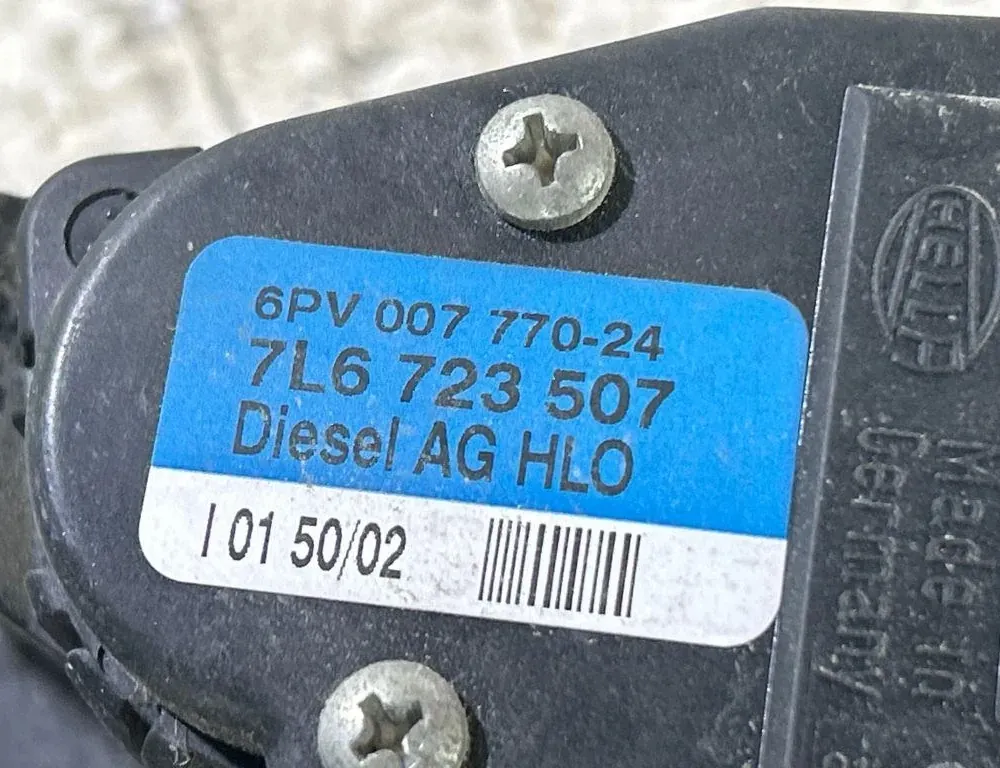 6PV 007 770-24
7L6 723 507
Diesel AG HLO
I 01 50/02
HELLA
Made in
Germany